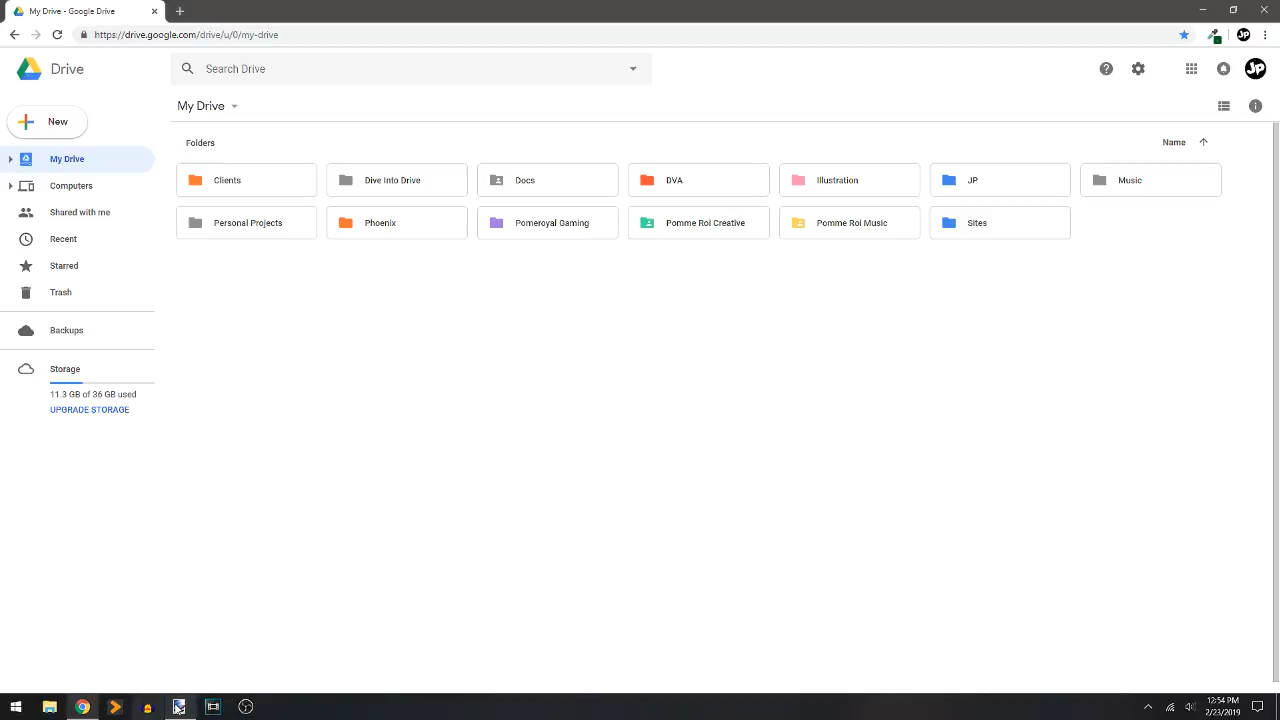 My Drive - Google Drive
https://drive.google.com/drive/u/0/my-drive
JP
Drive
Search Drive
JP
New
My Drive
Name
My Drive
Computers
Shared with me
Recent
Starred
Trash
Backups
Storage
11.3 GB of 36 GB used
UPGRADE STORAGE
Folders
Clients
Dive Into Drive
Docs
DVA
Illustration
JP
Music
Personal Projects
Phoenix
Pomeroyal Gaming
Pomme Roi Creative
Pomme Roi Music
Sites
12:54 PM
2/23/2019